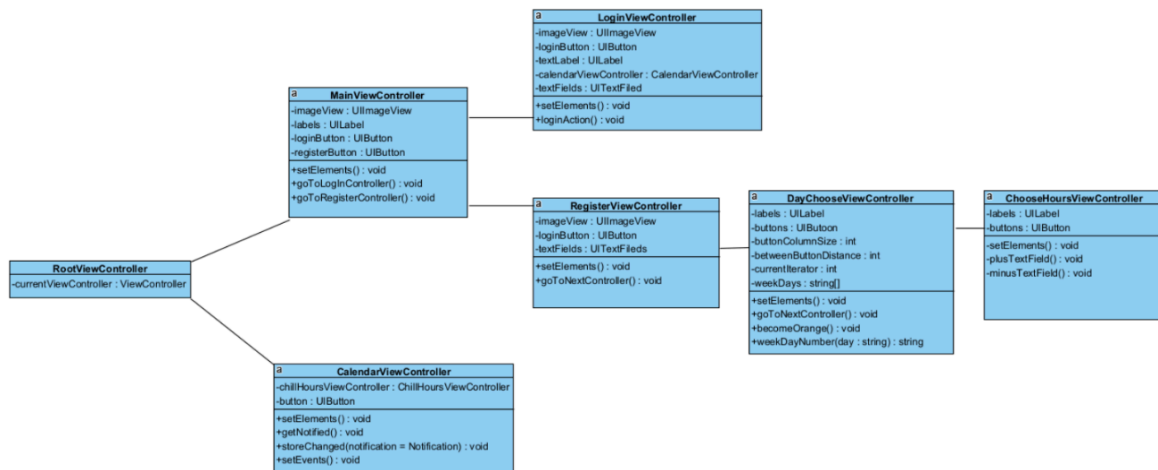 a
LoginViewController
-imageView : UIImageView
-loginButton : UIButton
-textLabel : UILabel
-calendarViewController : CalendarViewController
-textFields : UITextFiled
+setElements() : void
+loginAction() : void
a
MainViewController
-imageView : UIImageView
-labels : UILabel
-loginButton : UIButton
-registerButton : UIButton
+setElements() : void
+goToLogInController() : void
+goToRegisterController() : void
a
RegisterViewController
-imageView : UIImageView
-loginButton : UIButton
-textFields : UITextFileds
+setElements() : void
+goToNextController() : void
a
DayChooseViewController
-labels : UILabel
-buttons : UIButoon
-buttonColumnSize : int
-betweenButtonDistance : int
-currentIterator : int
-weekDays : string[]
+setElements() : void
+goToNextController() : void
+becomeOrange() : void
+weekDayNumber(day : string) : string
a
ChooseHoursViewController
-labels : UILabel
-buttons : UIButton
-setElements() : void
-plusTextField() : void
-minusTextField() : void
RootViewController
-currentViewController : ViewController
a
CalendarViewController
-chillHoursViewController : ChillHoursViewController
-button : UIButton
+setElements() : void
+getNotified() : void
+storeChanged(notification = Notification) : void
+setEvents() : void